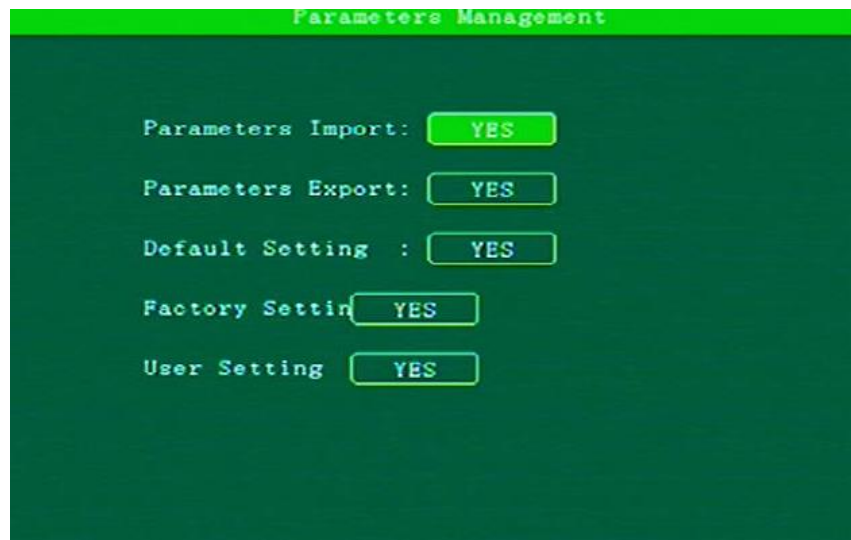 Parameters Management
Parameters Import: YES
Parameters Export: YES
Default Setting : YES
Factory Settin YES
User Setting YES